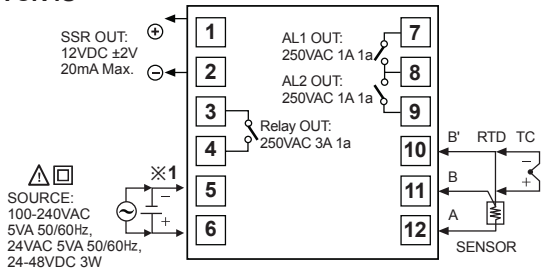 SSR OUT:
12VDC ±2V
20mA Max.
+
−
1
2
3
4
5
6
7
8
9
10
11
12
AL1 OUT:
250VAC 1A 1a
AL2 OUT:
250VAC 1A 1a
Relay OUT:
250VAC 3A 1a
※1
−
+
SOURCE:
100-240VAC
5VA 50/60Hz,
24VAC 5VA 50/60Hz,
24-48VDC 3W
B' RTD TC
−
+
B
A
SENSOR